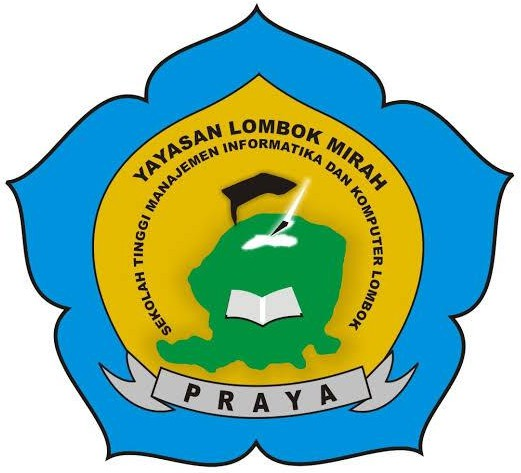 YAYASAN LOMBOK MIRAH
SEKOLAH TINGGI MANAJEMEN INFORMATIKA DAN KOMPUTER LOMBOK
PRAYA